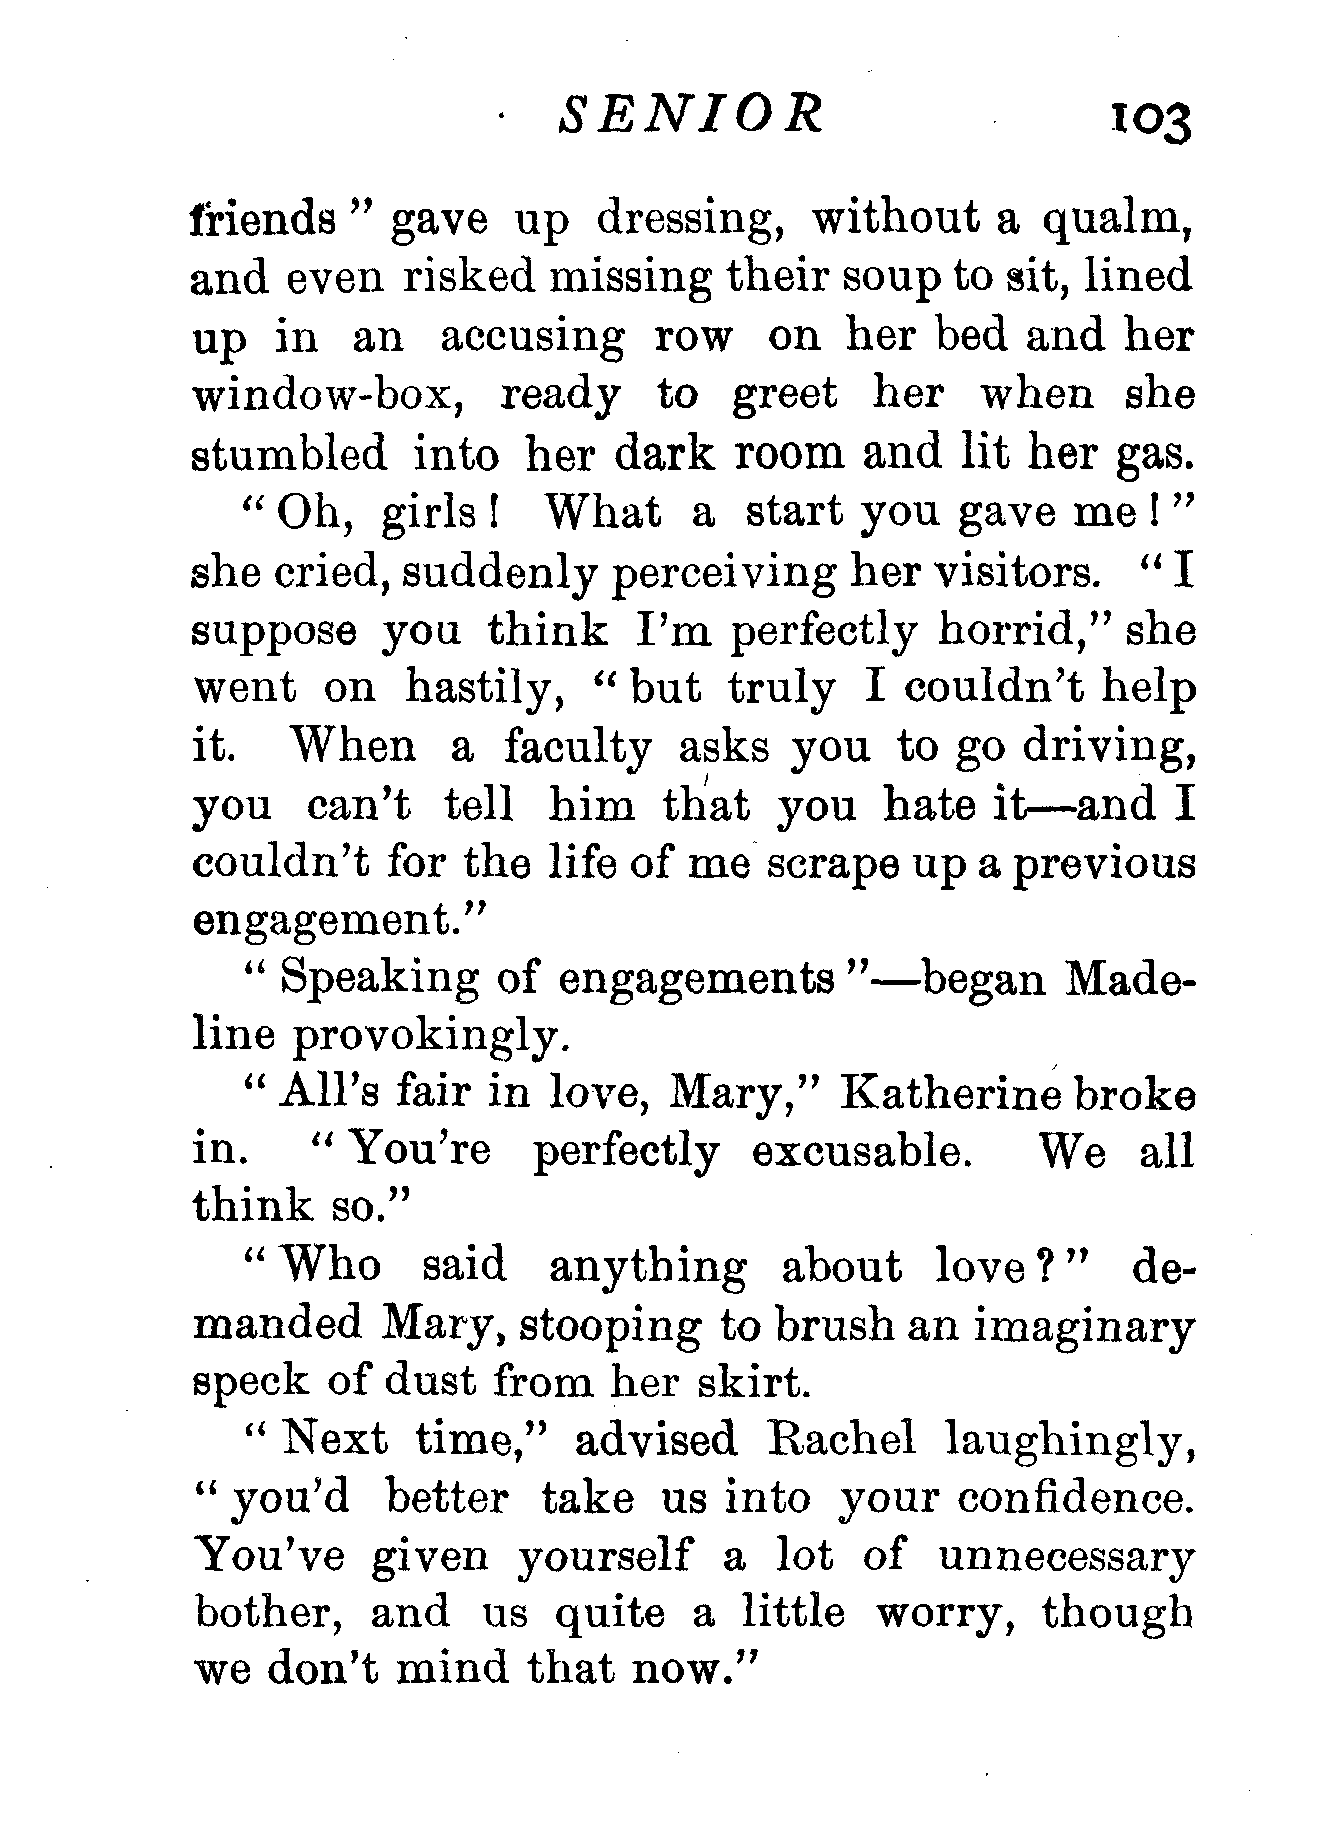 SENIOR 103
friends" gave up dressing, without a qualm,
and even risked missing their soup to sit, lined
up in an accusing row on her bed and her
window-box, ready to greet her when she
stumbled into her dark room and lit her gas.
"Oh, girls! What a start you gave me!"
she cried, suddenly perceiving her visitors. "I
suppose you think I'm perfectly horrid," she
went on hastily, "but truly I couldn't help
it. When a faculty asks you to go driving,
you can't tell him that you hate it—and I
couldn't for the life of me scrape up a previous
engagement."
"Speaking of engagements"—began Made-
line provokingly.
"All's fair in love, Mary," Katherine broke
in. "You're perfectly excusable. We all
think so."
"Who said anything about love?" de-
manded Mary, stooping to brush an imaginary
speck of dust from her skirt.
"Next time," advised Rachel laughingly,
"you'd better take us into your confidence.
You've given yourself a lot of unnecessary
bother, and us quite a little worry, though
we don't mind that now."